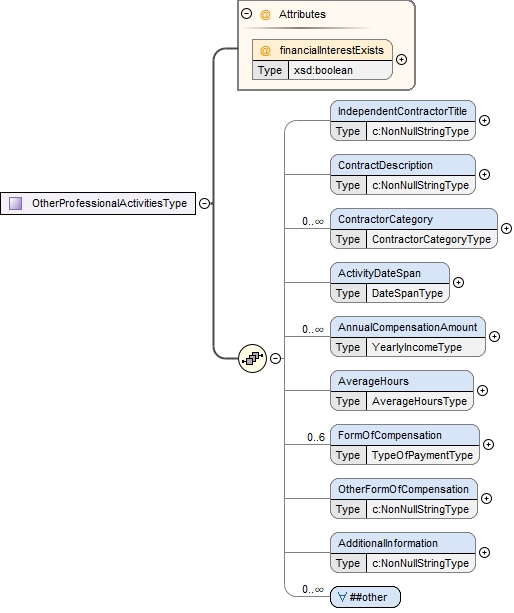 @ Attributes
@ financialInterestExists
Type xsd:boolean
IndependentContractorTitle
Type c:NonNullStringType
ContractDescription
Type c:NonNullStringType
OtherProfessionalActivitiesType
0..∞ ContractorCategory
Type ContractorCategoryType
ActivityDateSpan
Type DateSpanType
0..∞ AnnualCompensationAmount
Type YearlyIncomeType
AverageHours
Type AverageHoursType
0..6 FormOfCompensation
Type TypeOfPaymentType
OtherFormOfCompensation
Type c:NonNullStringType
AdditionalInformation
Type c:NonNullStringType
0..∞ ∀ ##other